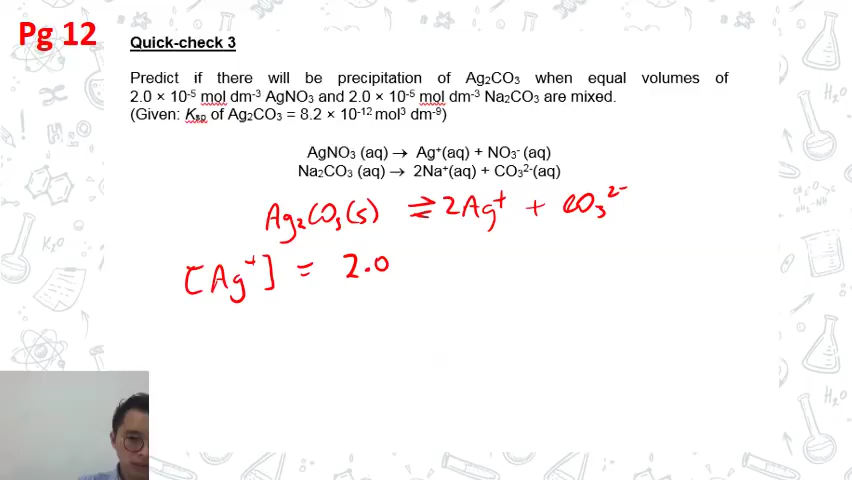 Pg 12
Quick-check 3
Predict if there will be precipitation of Ag₂CO₃ when equal volumes of
2.0 × 10⁻⁵ mol dm⁻³ AgNO₃ and 2.0 × 10⁻⁵ mol dm⁻³ Na₂CO₃ are mixed.
(Given: Ksp of Ag₂CO₃ = 8.2 × 10⁻¹² mol³ dm⁻⁹)
AgNO₃ (aq) → Ag⁺(aq) + NO₃⁻ (aq)
Na₂CO₃ (aq) → 2Na⁺(aq) + CO₃²⁻(aq)
Ag₂CO₃(s) ⇌ 2Ag⁺ + CO₃²⁻
[Ag⁺] = 2.0